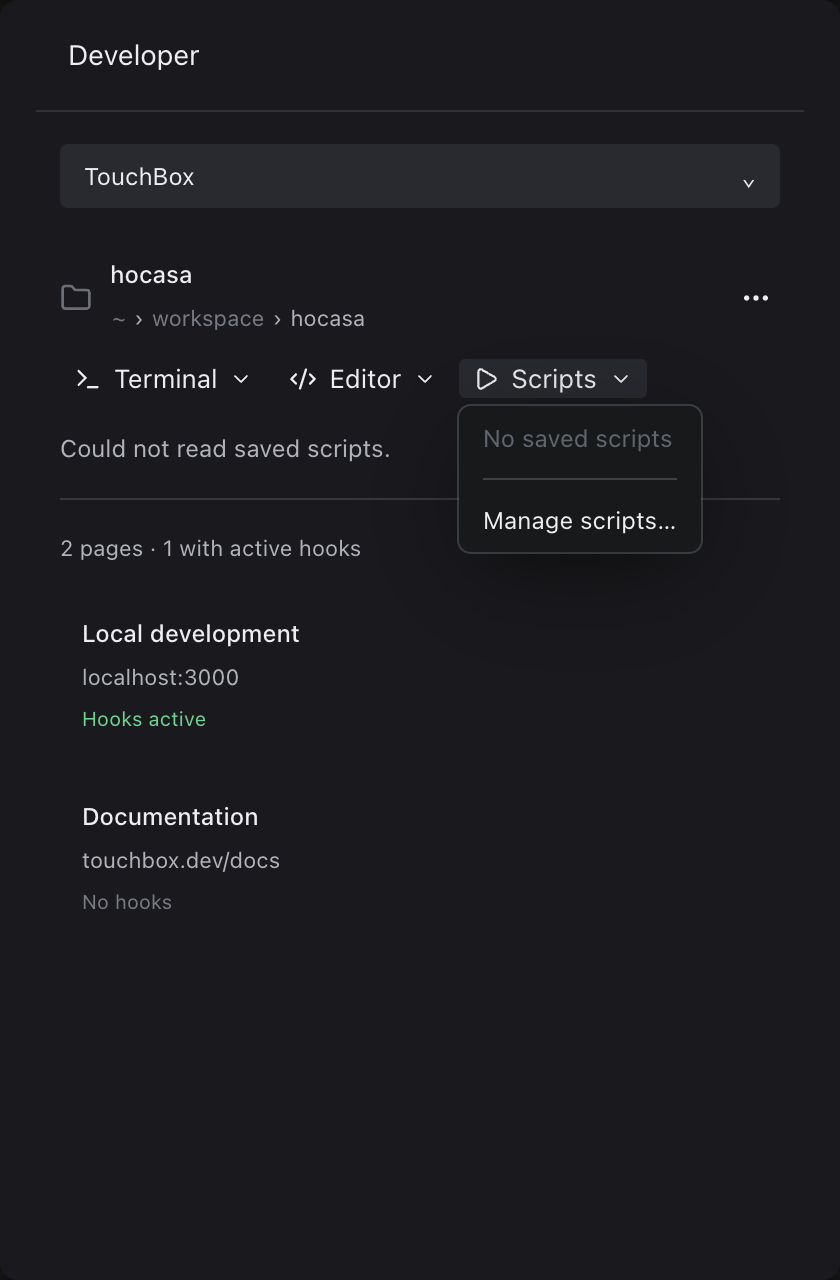 Developer
TouchBox
hocasa
~ › workspace › hocasa
Terminal Editor Scripts
Could not read saved scripts.
No saved scripts
Manage scripts...
2 pages · 1 with active hooks
Local development
localhost:3000
Hooks active
Documentation
touchbox.dev/docs
No hooks